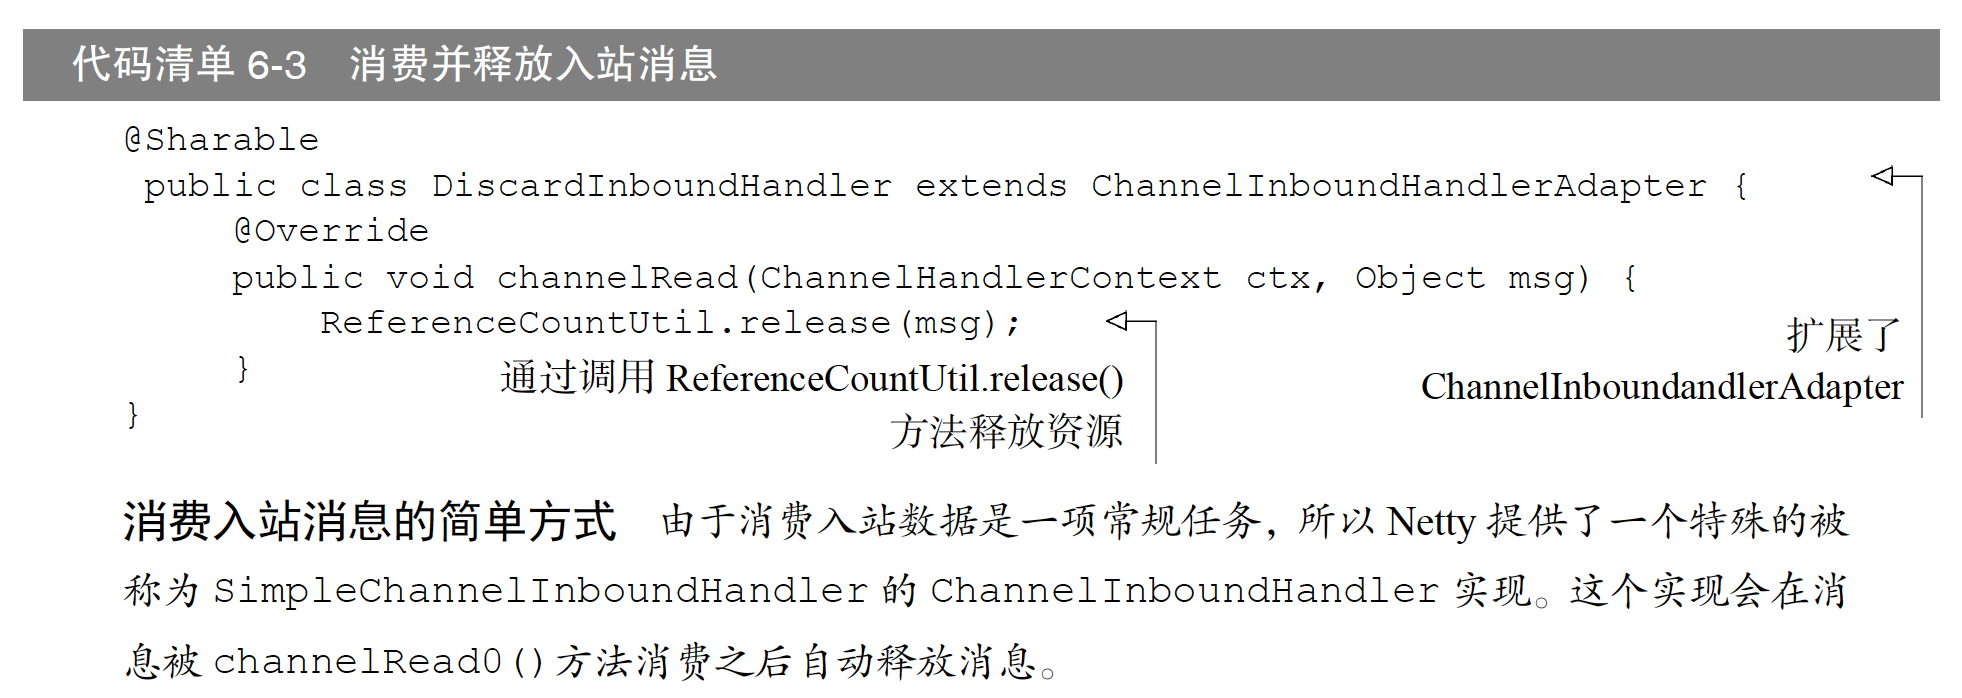 代码清单 6-3 消费并释放入站消息
@Sharable
public class DiscardInboundHandler extends ChannelInboundHandlerAdapter {
@Override
public void channelRead(ChannelHandlerContext ctx, Object msg) {
ReferenceCountUtil.release(msg);
}
}
通过调用 ReferenceCountUtil.release()
方法释放资源
扩展了
ChannelInboundandlerAdapter
消费入站消息的简单方式 由于消费入站数据是一项常规任务，所以 Netty 提供了一个特殊的被
称为 SimpleChannelInboundHandler 的 ChannelInboundHandler 实现。这个实现会在消
息被 channelRead0()方法消费之后自动释放消息。